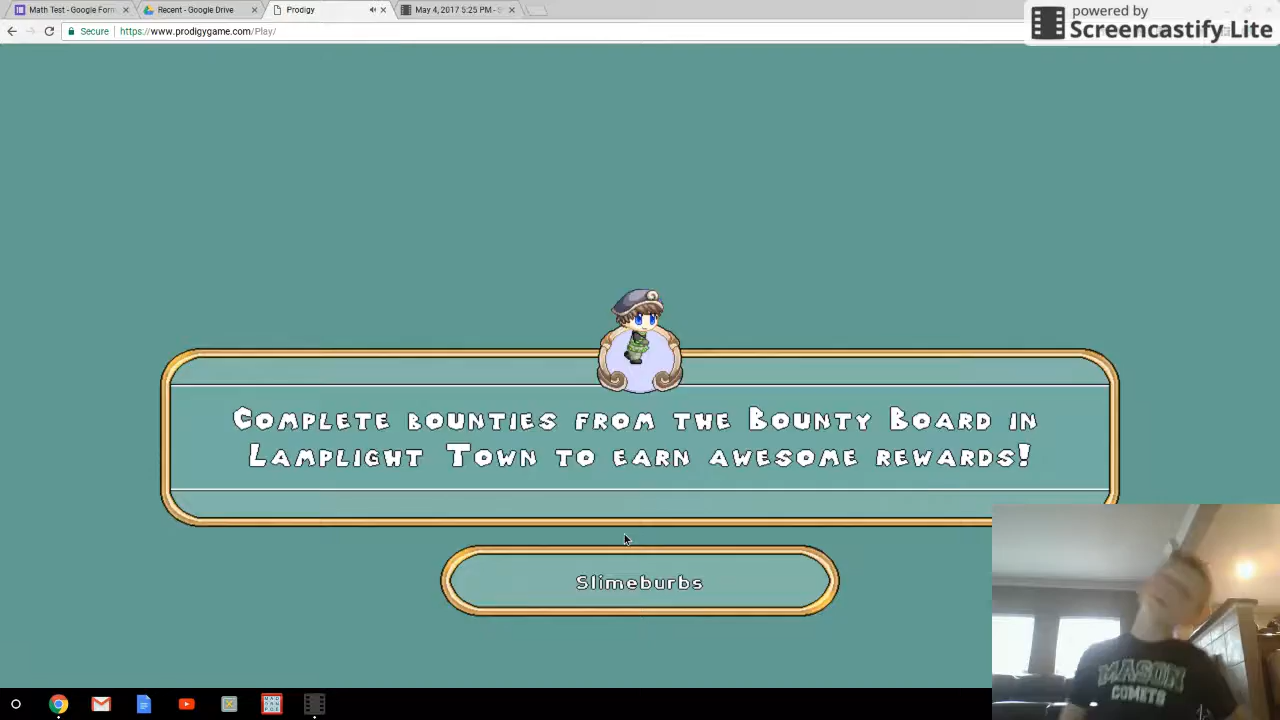 Math Test - Google Form
Recent - Google Drive
Prodigy
May 4, 2017 5:25 PM - S
Secure
https://www.prodigygame.com/Play/
powered by
Screencastify Lite
Complete bounties from the Bounty Board in
Lamplight Town to earn awesome rewards!
Slimeburbs
MASON
COMETS